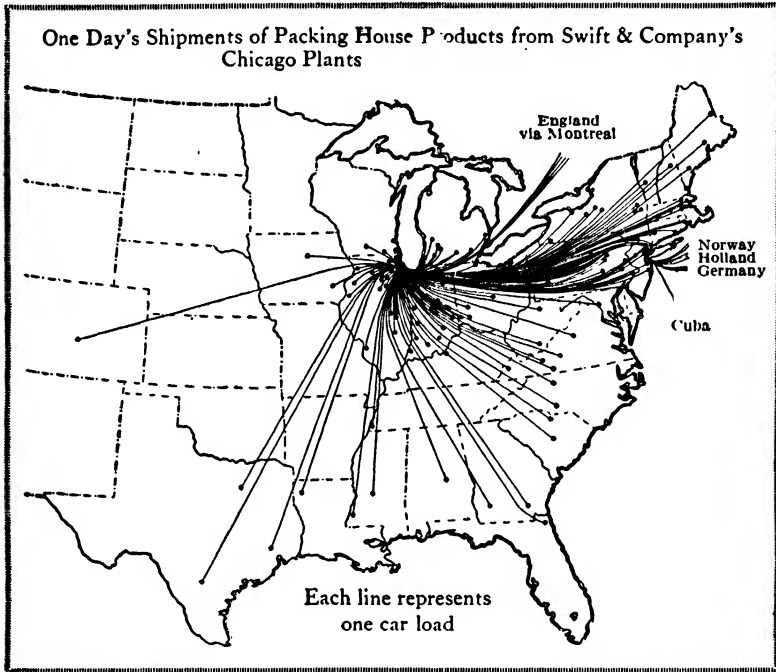 One Day's Shipments of Packing House Products from Swift & Company's
Chicago Plants
England
via Montreal
Norway
Holland
Germany
Cuba
Each line represents
one car load